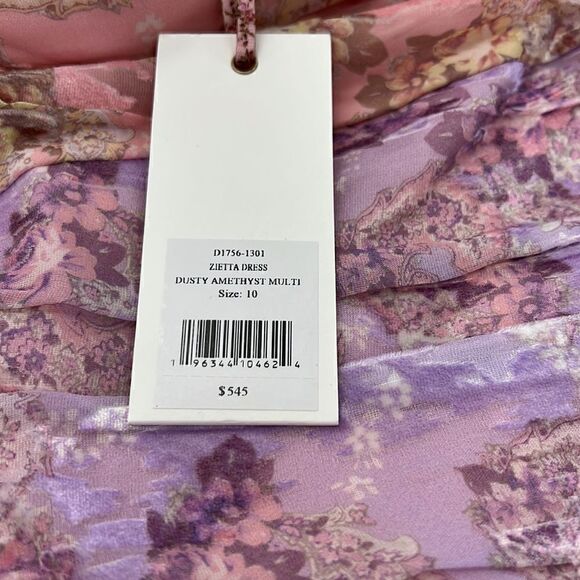 D1756-1301
ZIETTA DRESS
DUSTY AMETHYST MULTI
Size: 10
1 96344 10462 4
$545